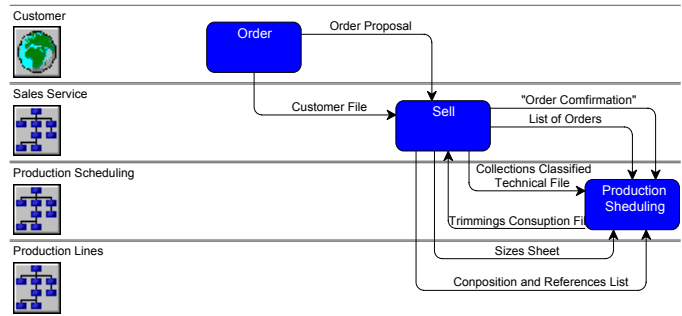 Customer
Order
Order Proposal
Sales Service
Customer File
Sell
"Order Comfirmation"
List of Orders
Production Scheduling
Collections Classified
Technical File
Production
Sheduling
Trimmings Consuption Fil
Production Lines
Sizes Sheet
Conposition and References List